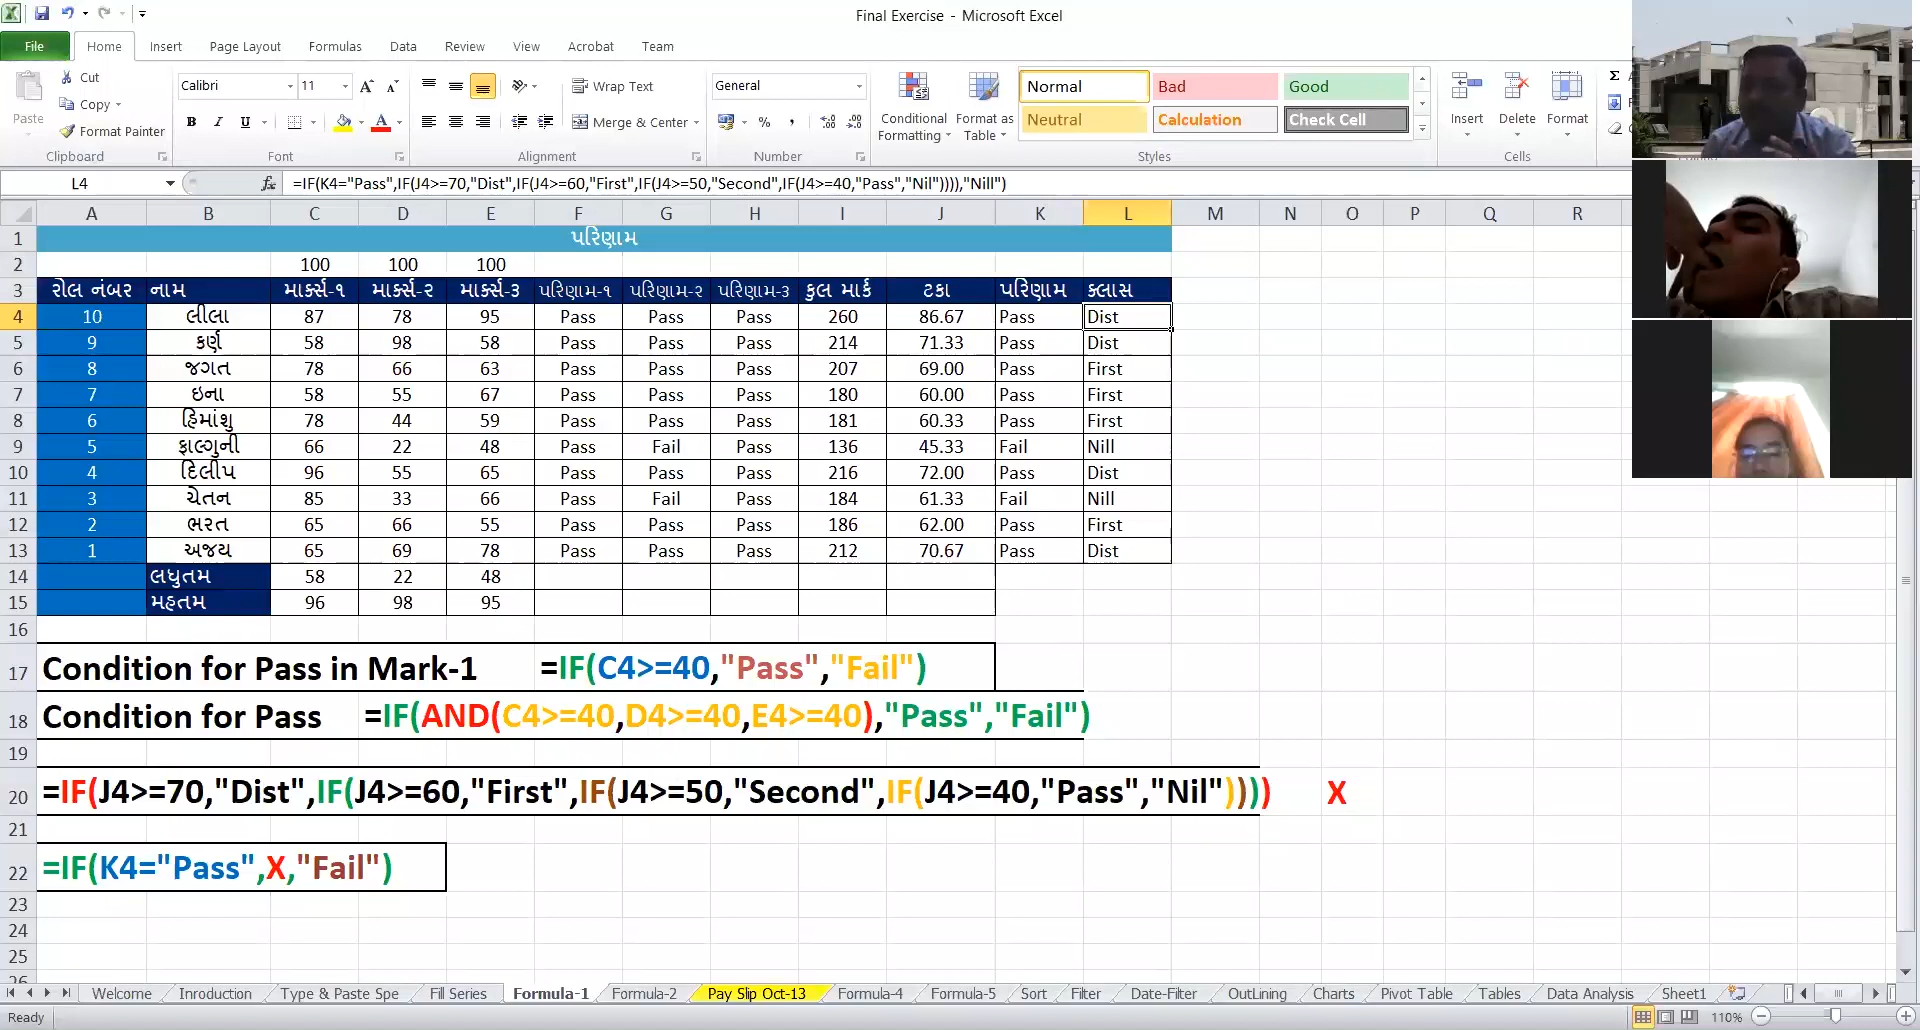 Final Exercise - Microsoft Excel
File Home Insert Page Layout Formulas Data Review View Acrobat Team
Cut
Copy
Format Painter
Paste
Clipboard
Calibri 11
B I U
Font
Wrap Text
Merge & Center
Alignment
General
Number
Conditional Formatting
Format as Table
Normal Bad Good
Neutral Calculation Check Cell
Styles
Insert Delete Format
Cells
L4 =IF(K4="Pass",IF(J4>=70,"Dist",IF(J4>=60,"First",IF(J4>=50,"Second",IF(J4>=40,"Pass","Nil")))),"Nill")
A B C D E F G H I J K L M N O P Q R
1 પરિણામ
2 100 100 100
3 રોલ નંબર નામ માર્ક્સ-૧ માર્ક્સ-૨ માર્ક્સ-૩ પરિણામ-૧ પરિણામ-૨ પરિણામ-૩ કુલ માર્ક ટકા પરિણામ ક્લાસ
4 10 લીલા 87 78 95 Pass Pass Pass 260 86.67 Pass Dist
5 9 કર્ણ 58 98 58 Pass Pass Pass 214 71.33 Pass Dist
6 8 જગત 78 66 63 Pass Pass Pass 207 69.00 Pass First
7 7 ઇના 58 55 67 Pass Pass Pass 180 60.00 Pass First
8 6 હિમાંશુ 78 44 59 Pass Pass Pass 181 60.33 Pass First
9 5 ફાલ્ગુની 66 22 48 Pass Fail Pass 136 45.33 Fail Nill
10 4 દિલીપ 96 55 65 Pass Pass Pass 216 72.00 Pass Dist
11 3 ચેતન 85 33 66 Pass Fail Pass 184 61.33 Fail Nill
12 2 ભરત 65 66 55 Pass Pass Pass 186 62.00 Pass First
13 1 અજય 65 69 78 Pass Pass Pass 212 70.67 Pass Dist
14 લઘુતમ 58 22 48
15 મહતમ 96 98 95
16
17 Condition for Pass in Mark-1 =IF(C4>=40,"Pass","Fail")
18 Condition for Pass =IF(AND(C4>=40,D4>=40,E4>=40),"Pass","Fail")
19
20 =IF(J4>=70,"Dist",IF(J4>=60,"First",IF(J4>=50,"Second",IF(J4>=40,"Pass","Nil")))) X
21
22 =IF(K4="Pass",X,"Fail")
23
24
25
Welcome Inroduction Type & Paste Spe Fill Series Formula-1 Formula-2 Pay Slip Oct-13 Formula-4 Formula-5 Sort Filter Date-Filter OutLining Charts Pivot Table Tables Data Analysis Sheet1
Ready 110%